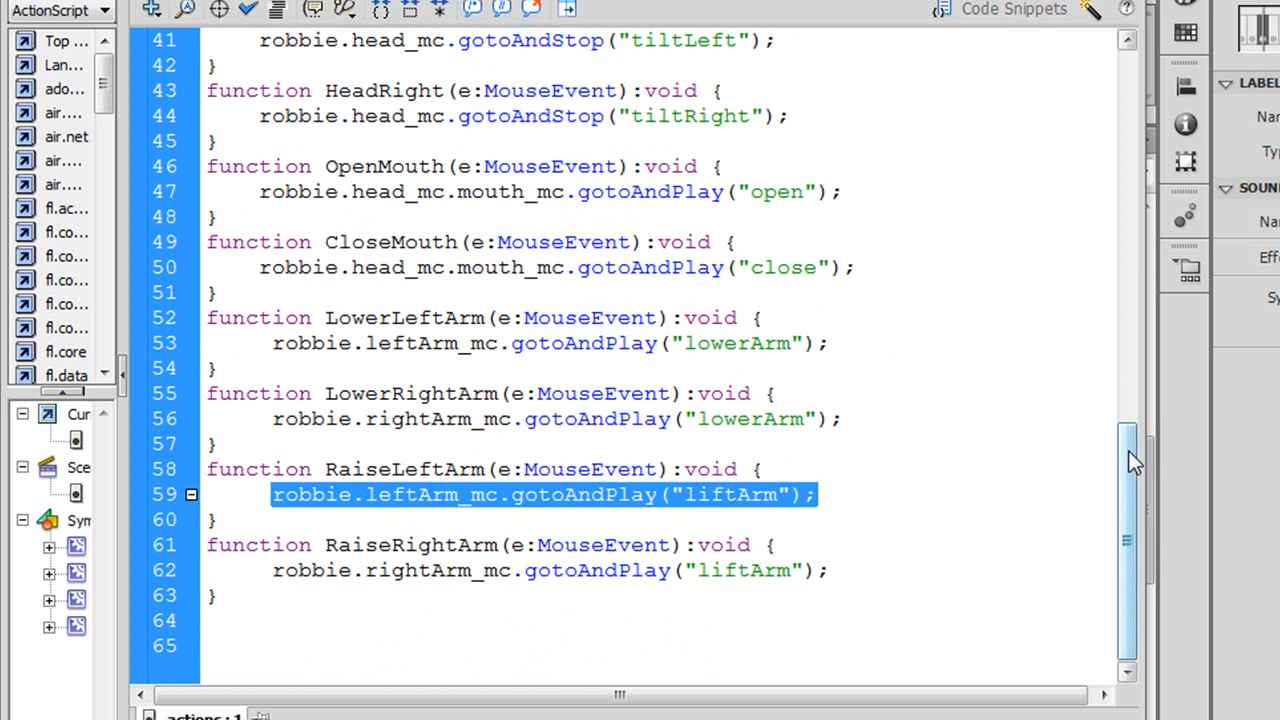 ActionScript
Code Snippets
Top ...
Lan...
ado...
air....
air.net
air....
air....
fl.ac...
fl.co...
fl.co...
fl.co...
fl.co...
fl.co...
fl.core
fl.data
Cur
Sce
Sym
41 robbie.head_mc.gotoAndStop("tiltLeft");
42 }
43 function HeadRight(e:MouseEvent):void {
44 robbie.head_mc.gotoAndStop("tiltRight");
45 }
46 function OpenMouth(e:MouseEvent):void {
47 robbie.head_mc.mouth_mc.gotoAndPlay("open");
48 }
49 function CloseMouth(e:MouseEvent):void {
50 robbie.head_mc.mouth_mc.gotoAndPlay("close");
51 }
52 function LowerLeftArm(e:MouseEvent):void {
53 robbie.leftArm_mc.gotoAndPlay("lowerArm");
54 }
55 function LowerRightArm(e:MouseEvent):void {
56 robbie.rightArm_mc.gotoAndPlay("lowerArm");
57 }
58 function RaiseLeftArm(e:MouseEvent):void {
59 robbie.leftArm_mc.gotoAndPlay("liftArm");
60 }
61 function RaiseRightArm(e:MouseEvent):void {
62 robbie.rightArm_mc.gotoAndPlay("liftArm");
63 }
64
65
actions:1
LABEL
Nar
Typ
SOUN
Nar
Effe
Sy